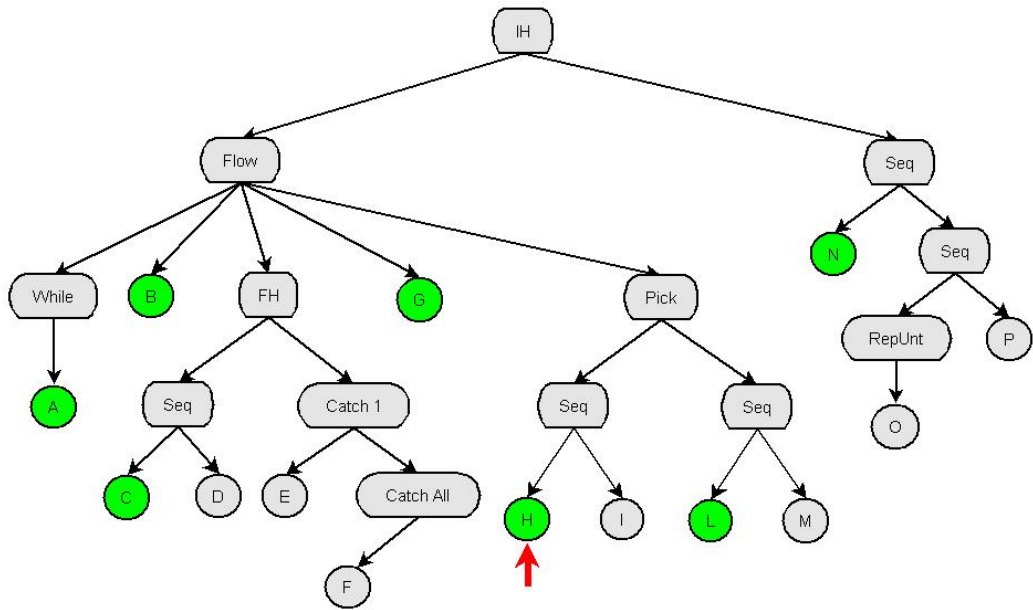 IH
Flow
Seq
N
Seq
While
B
FH
G
Pick
RepUnt
P
A
Seq
Catch 1
Seq
Seq
O
C
D
E
Catch All
H
I
L
M
F